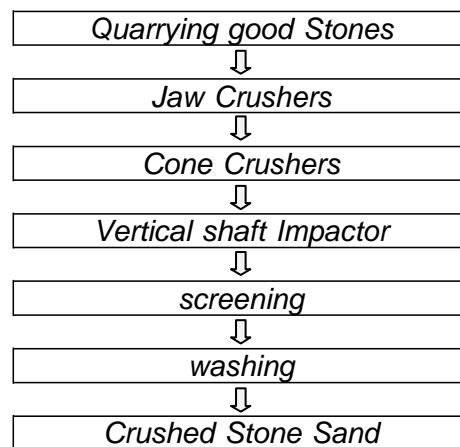 Quarrying good Stones
Jaw Crushers
Cone Crushers
Vertical shaft Impactor
screening
washing
Crushed Stone Sand